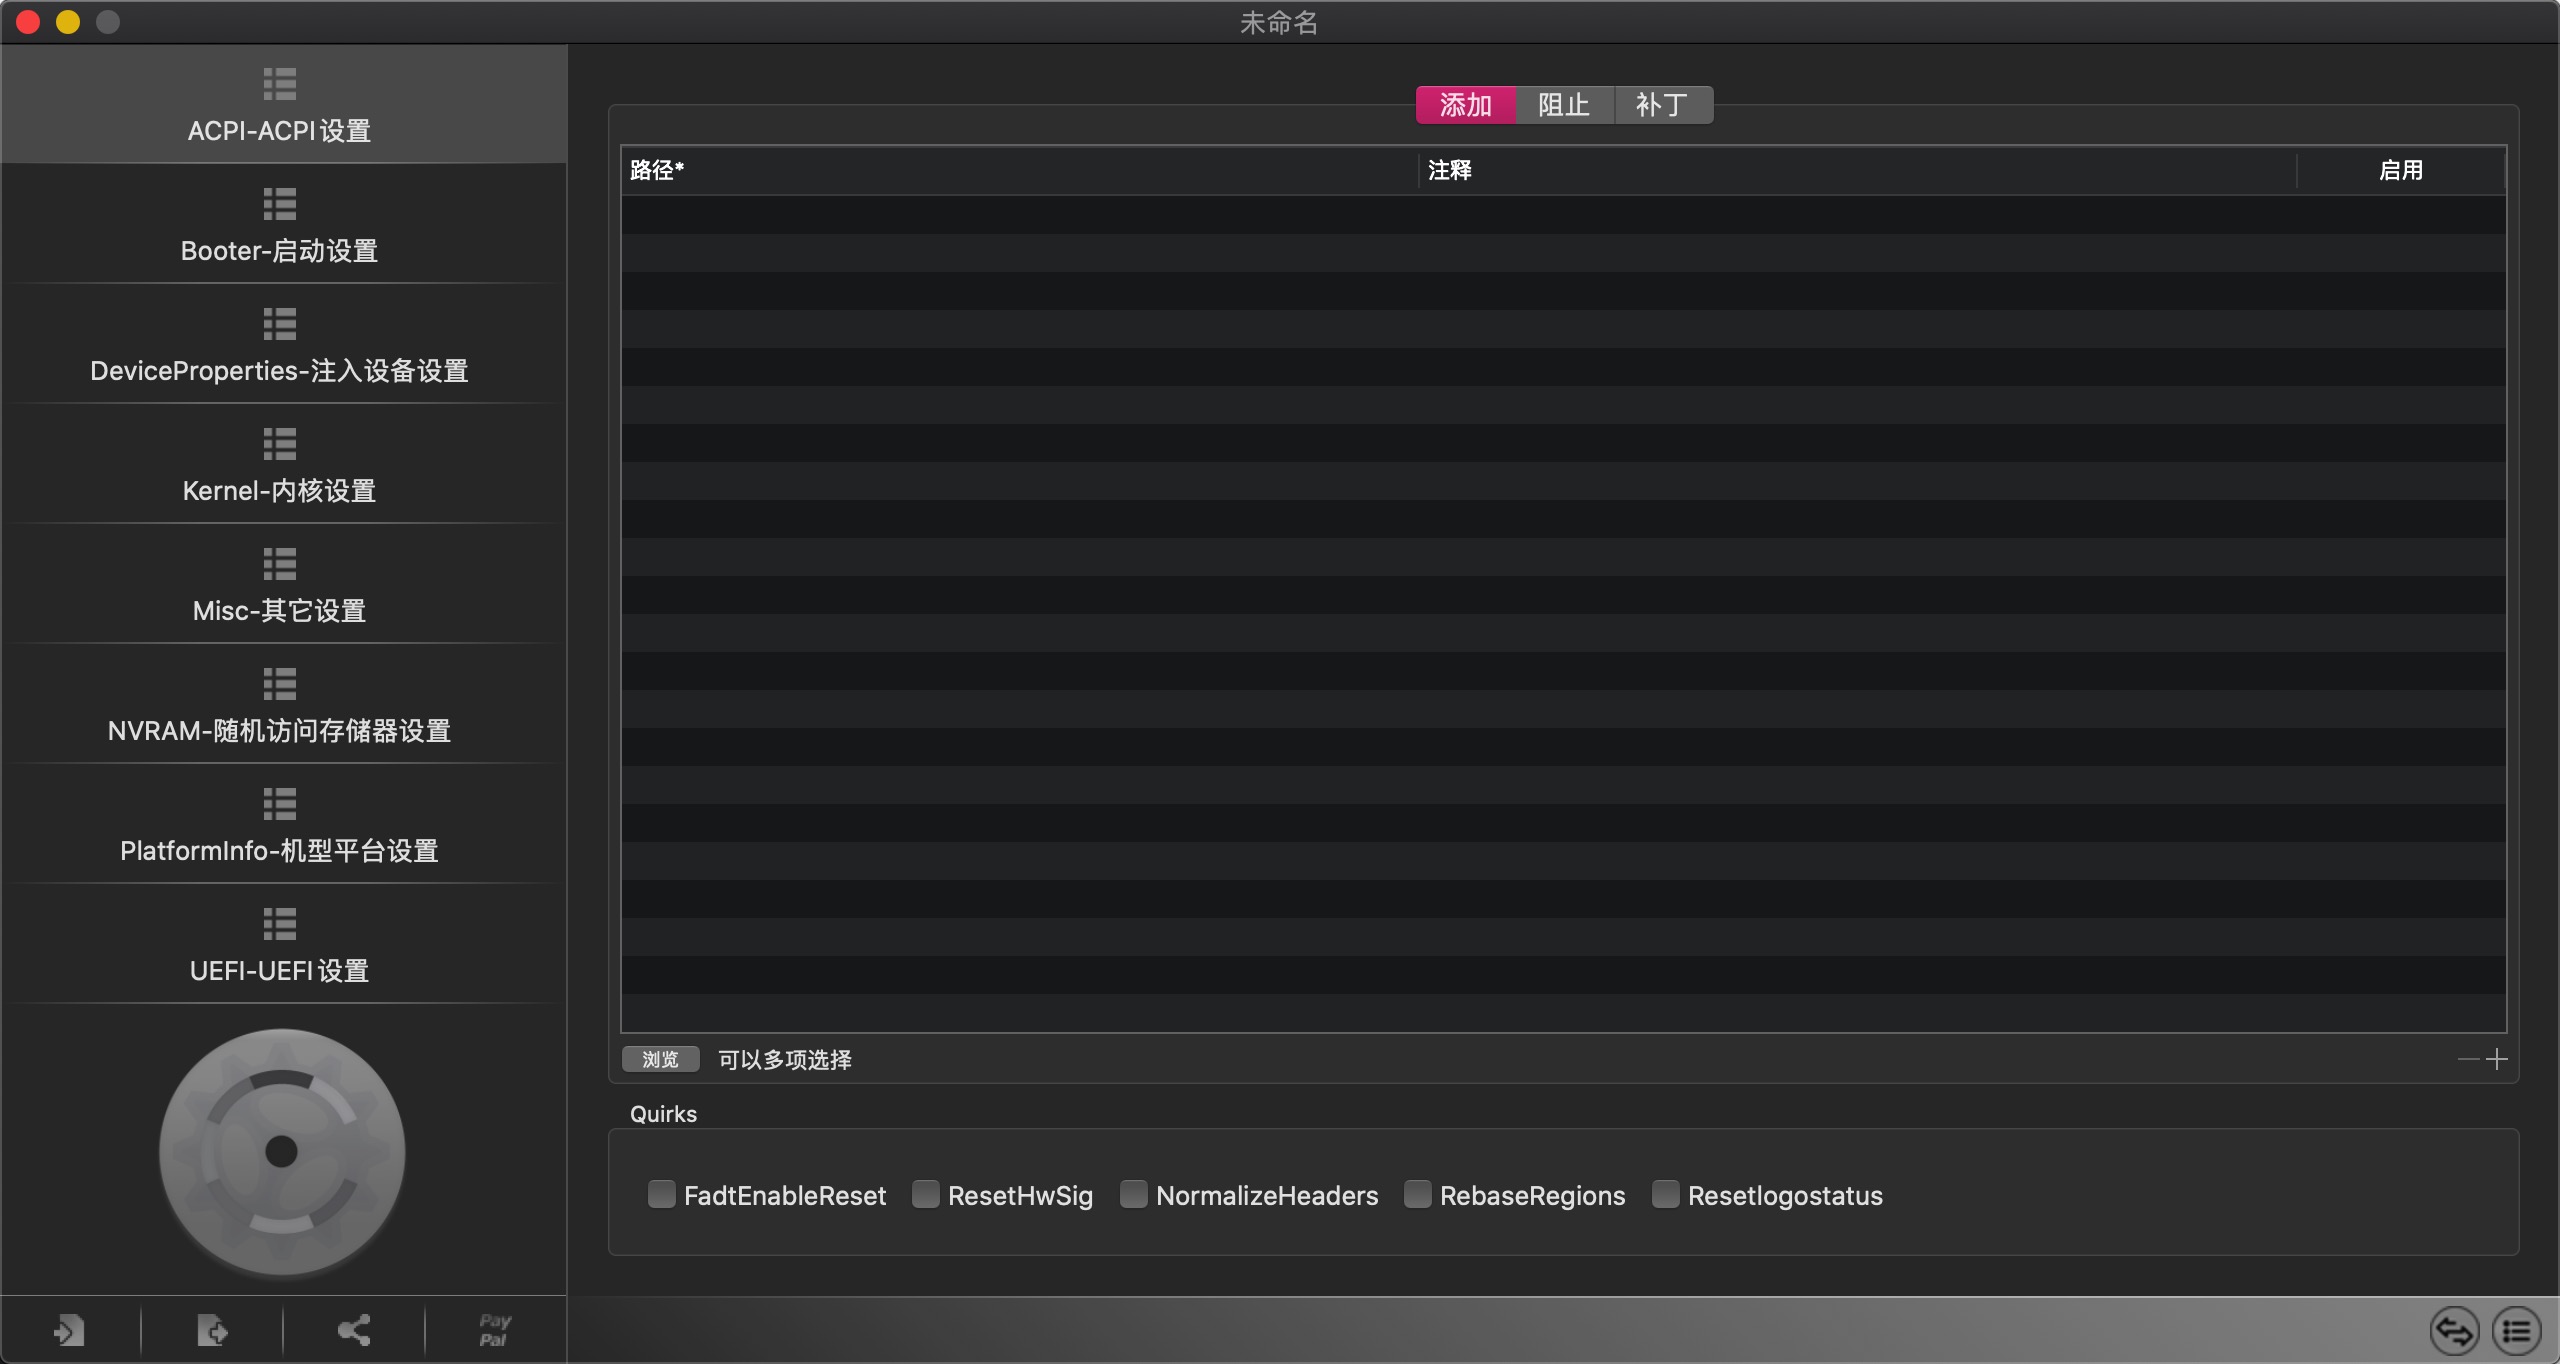 未命名
ACPI-ACPI设置
Booter-启动设置
DeviceProperties-注入设备设置
Kernel-内核设置
Misc-其它设置
NVRAM-随机访问存储器设置
PlatformInfo-机型平台设置
UEFI-UEFI设置
Pay
Pal
添加 阻止 补丁
路径* 注释 启用
浏览 可以多项选择
Quirks
FadtEnableReset ResetHwSig NormalizeHeaders RebaseRegions Resetlogostatus